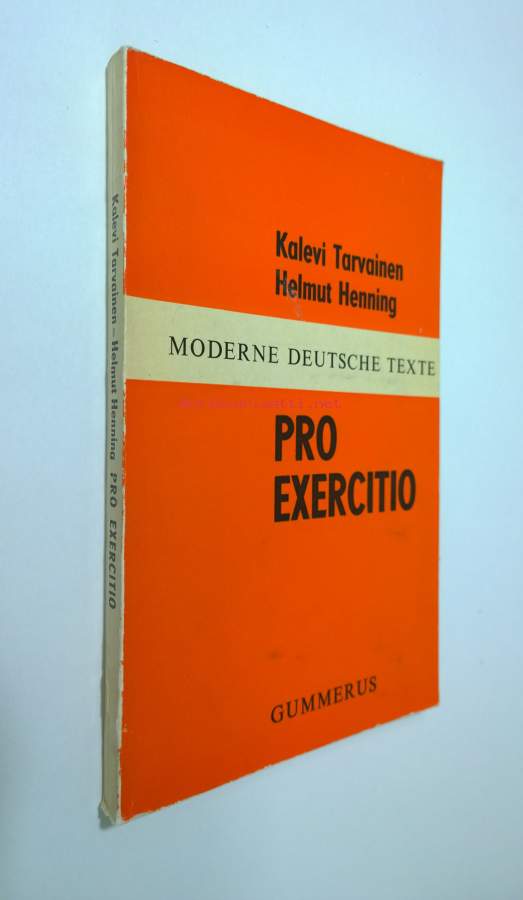 Kalevi Tarvainen
Helmut Henning
MODERNE DEUTSCHE TEXTE
PRO
EXERCITIO
GUMMERUS
Kalevi Tarvainen – Helmut Henning PRO EXERCITIO